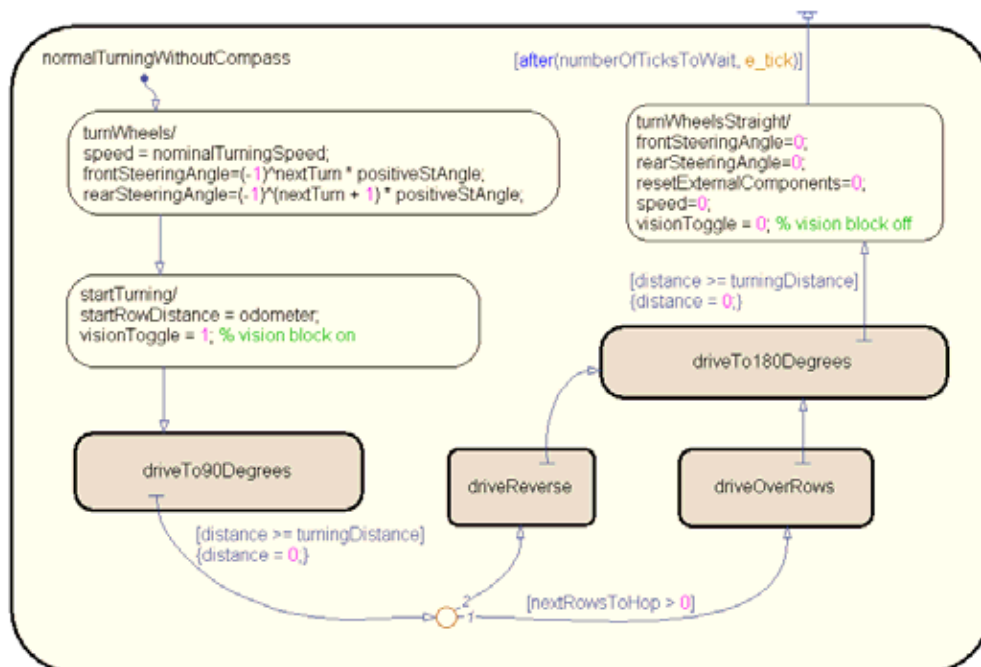 normalTurningWithoutCompass
turnWheels/
speed = nominalTurningSpeed;
frontSteeringAngle=(-1)^nextTurn * positiveStAngle;
rearSteeringAngle=(-1)^(nextTurn + 1) * positiveStAngle;
startTurning/
startRowDistance = odometer;
visionToggle = 1; % vision block on
driveTo90Degrees
[distance >= turningDistance]
{distance = 0;}
2
1
[nextRowsToHop > 0]
driveReverse
driveOverRows
driveTo180Degrees
[distance >= turningDistance]
{distance = 0;}
turnWheelsStraight/
frontSteeringAngle=0;
rearSteeringAngle=0;
resetExternalComponents=0;
speed=0;
visionToggle = 0; % vision block off
[after(numberOfTicksToWait, e_tick)]